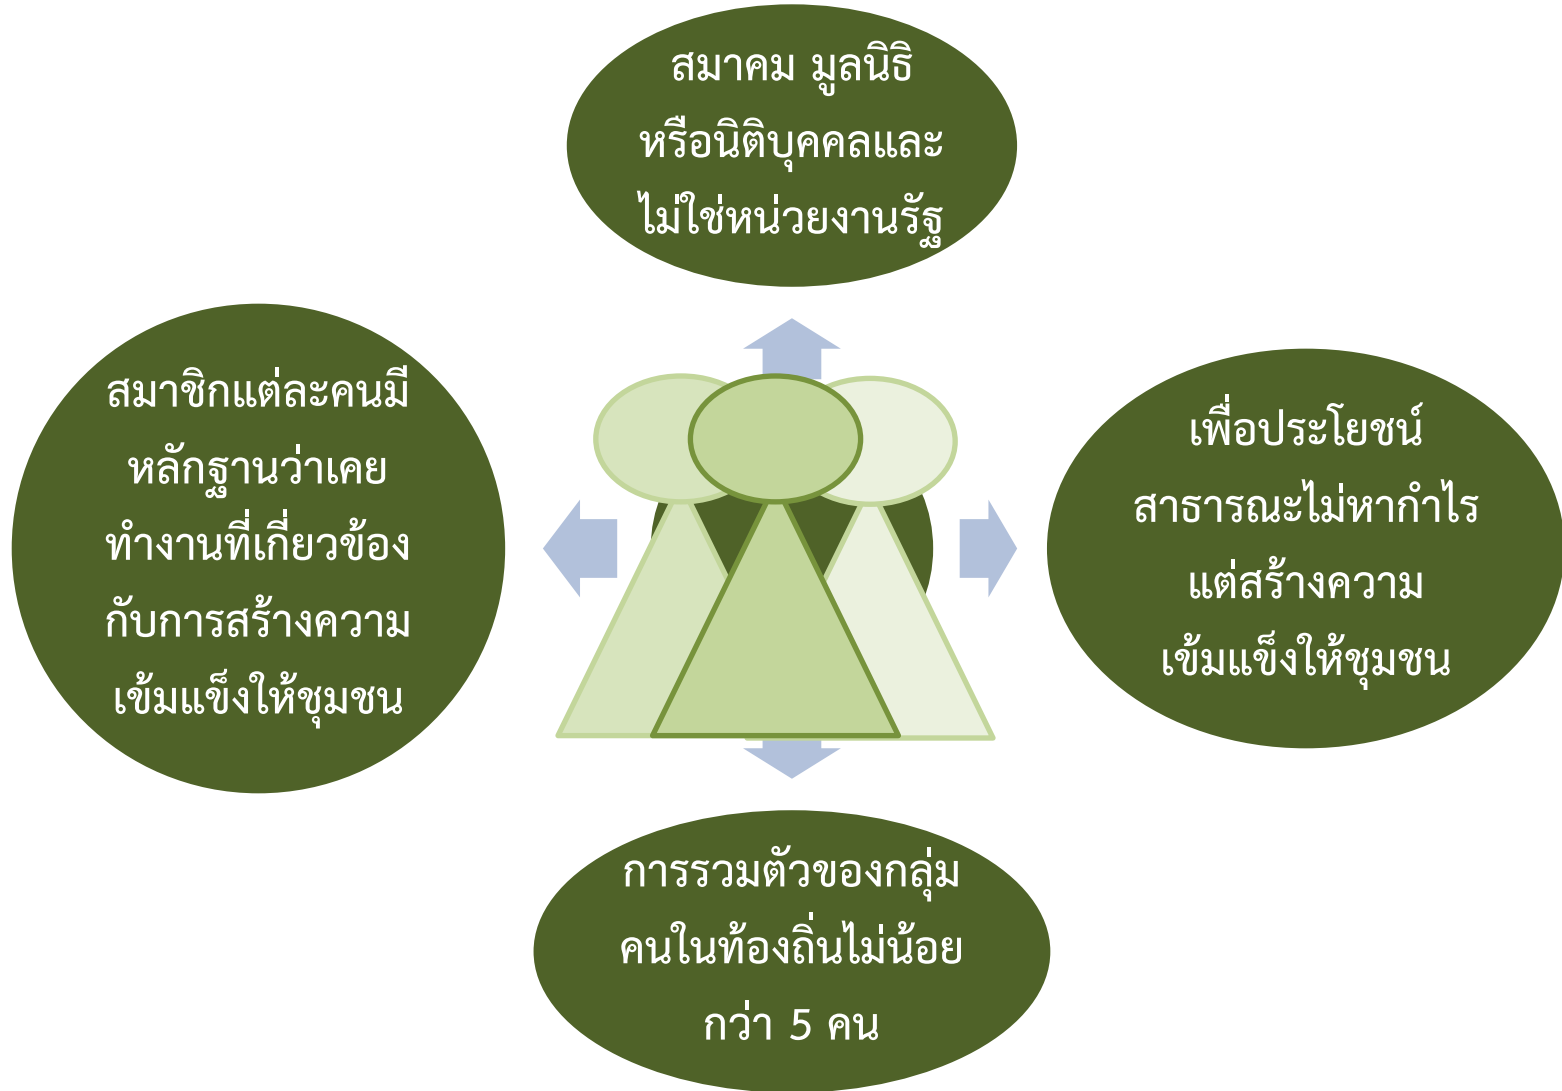 สมาคม มูลนิธิ
หรือนิติบุคคลและ
ไม่ใช่หน่วยงานรัฐ
สมาชิกแต่ละคนมี
หลักฐานว่าเคย
ทำงานที่เกี่ยวข้อง
กับการสร้างความ
เข้มแข็งให้ชุมชน
เพื่อประโยชน์
สาธารณะไม่หากำไร
แต่สร้างความ
เข้มแข็งให้ชุมชน
การรวมตัวของกลุ่ม
คนในท้องถิ่นไม่น้อย
กว่า 5 คน